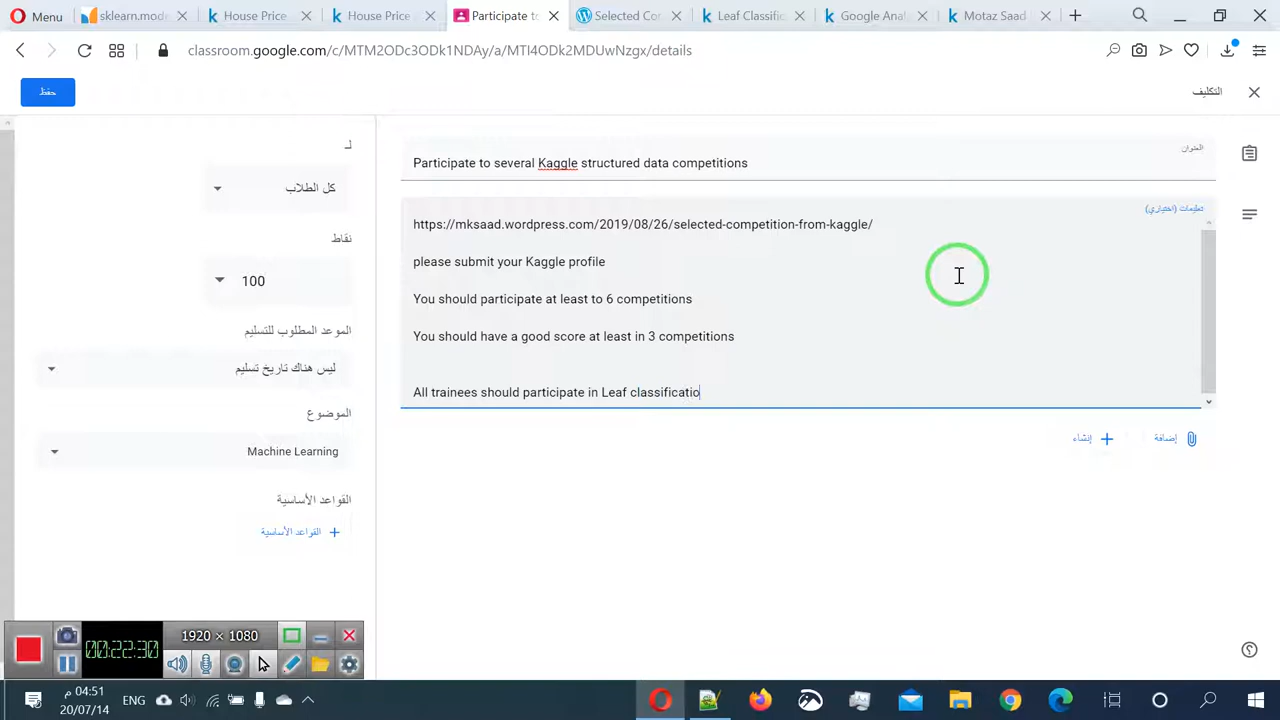 Menu
sklearn.mode
House Price
House Price
Participate to
Selected Co
Leaf Classific
Google Anal
Motaz Saad
classroom.google.com/c/MTM2ODc3ODk1NDAy/a/MTI4ODk2MDUwNzgx/details
حفظ
التكليف
لـ
كل الطلاب
نقاط
100
الموعد المطلوب للتسليم
ليس هناك تاريخ تسليم
الموضوع
Machine Learning
القواعد الأساسية
القواعد الأساسية
العنوان
Participate to several Kaggle structured data competitions
تعليمات (اختياري)
https://mksaad.wordpress.com/2019/08/26/selected-competition-from-kaggle/
please submit your Kaggle profile
You should participate at least to 6 competitions
You should have a good score at least in 3 competitions
All trainees should participate in Leaf classificatio
إنشاء
إضافة
00:22:30
1920 × 1080
ENG
04:51 م
20/07/14